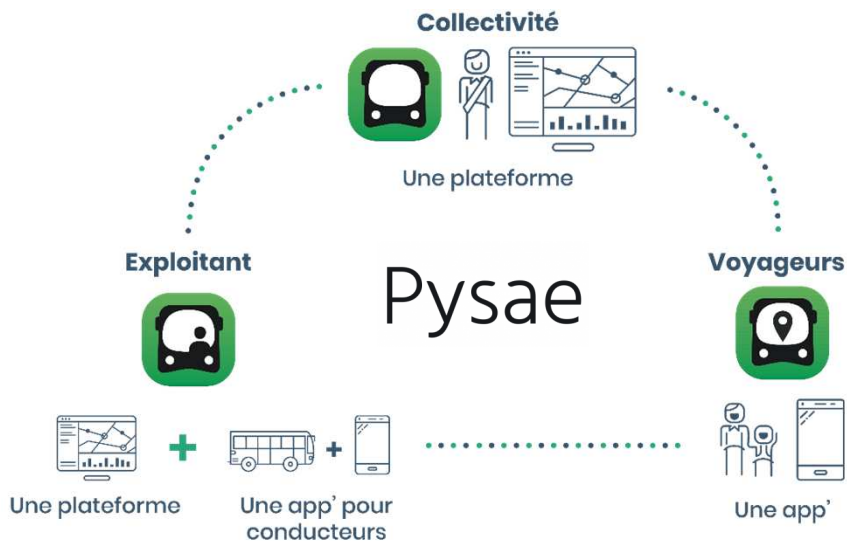 Collectivité
Une plateforme
Exploitant
Pysae
Voyageurs
Une plateforme
Une app' pour
conducteurs
Une app'